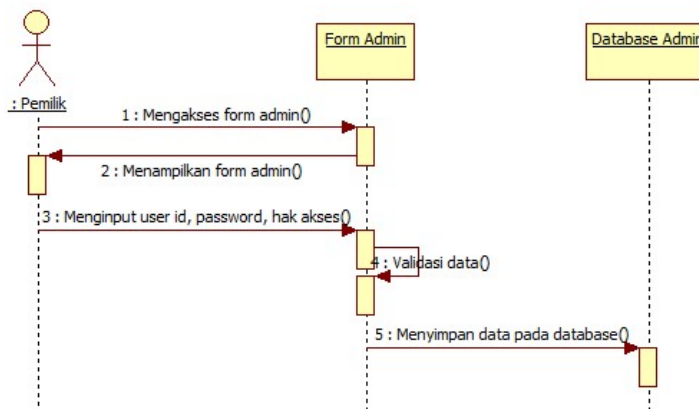 Form Admin
Database Admin
: Pemilik
1 : Mengakses form admin()
2 : Menampilkan form admin()
3 : Menginput user id, password, hak akses()
4 : Validasi data()
5 : Menyimpan data pada database()